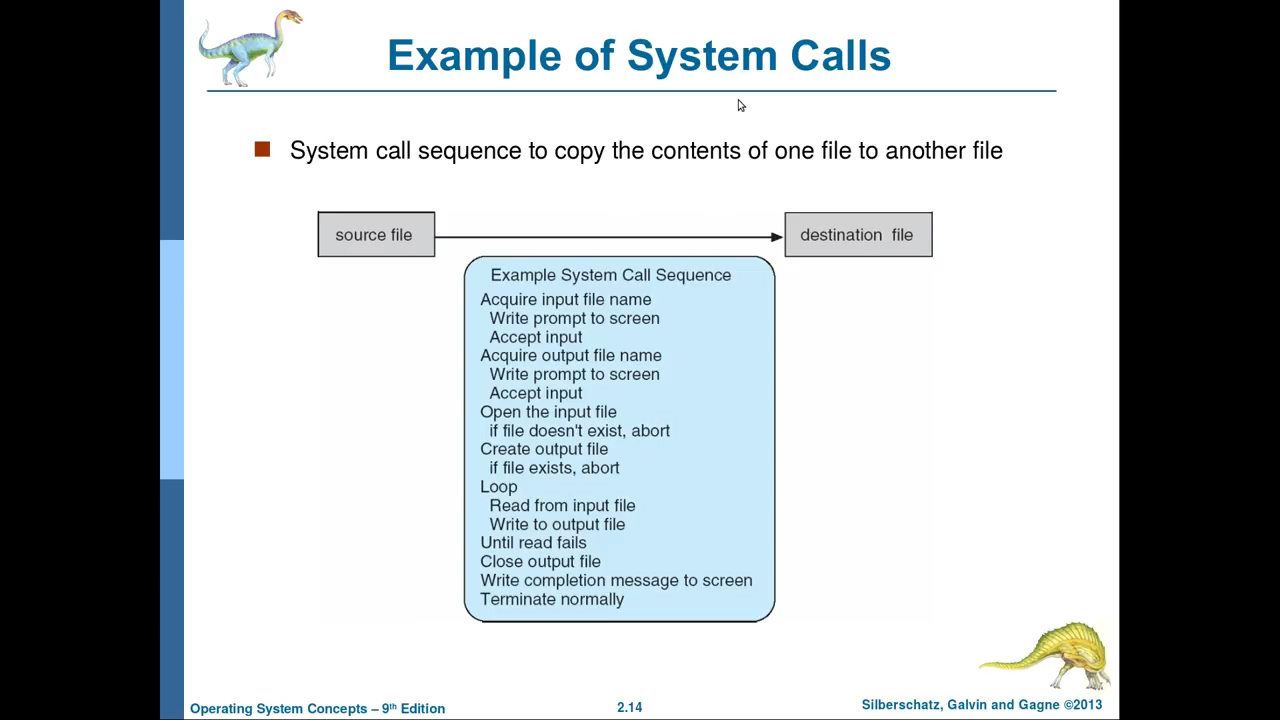 Example of System Calls
System call sequence to copy the contents of one file to another file
source file
destination file
Example System Call Sequence
Acquire input file name
Write prompt to screen
Accept input
Acquire output file name
Write prompt to screen
Accept input
Open the input file
if file doesn't exist, abort
Create output file
if file exists, abort
Loop
Read from input file
Write to output file
Until read fails
Close output file
Write completion message to screen
Terminate normally
Operating System Concepts – 9th Edition
2.14
Silberschatz, Galvin and Gagne ©2013